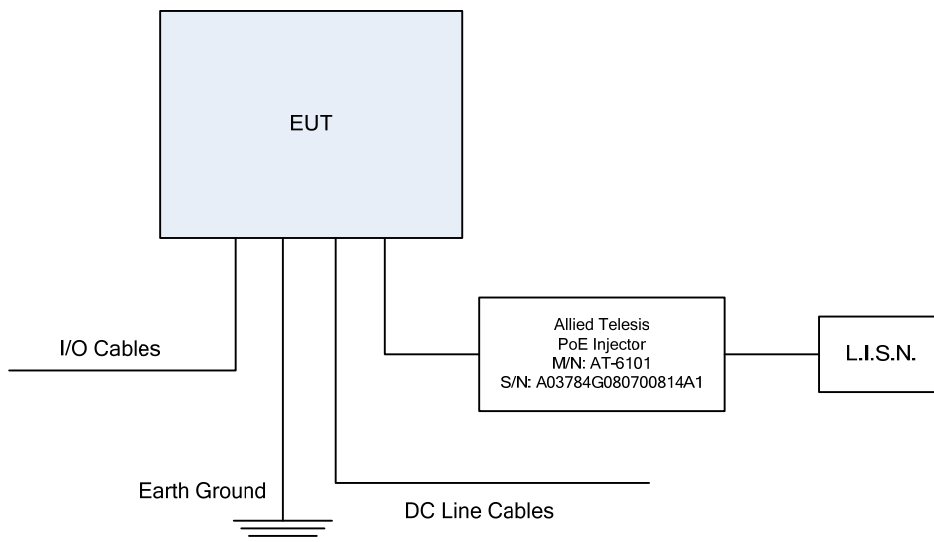 EUT
I/O Cables
Allied Telesis
PoE Injector
M/N: AT-6101
S/N: A03784G080700814A1
L.I.S.N.
Earth Ground
DC Line Cables